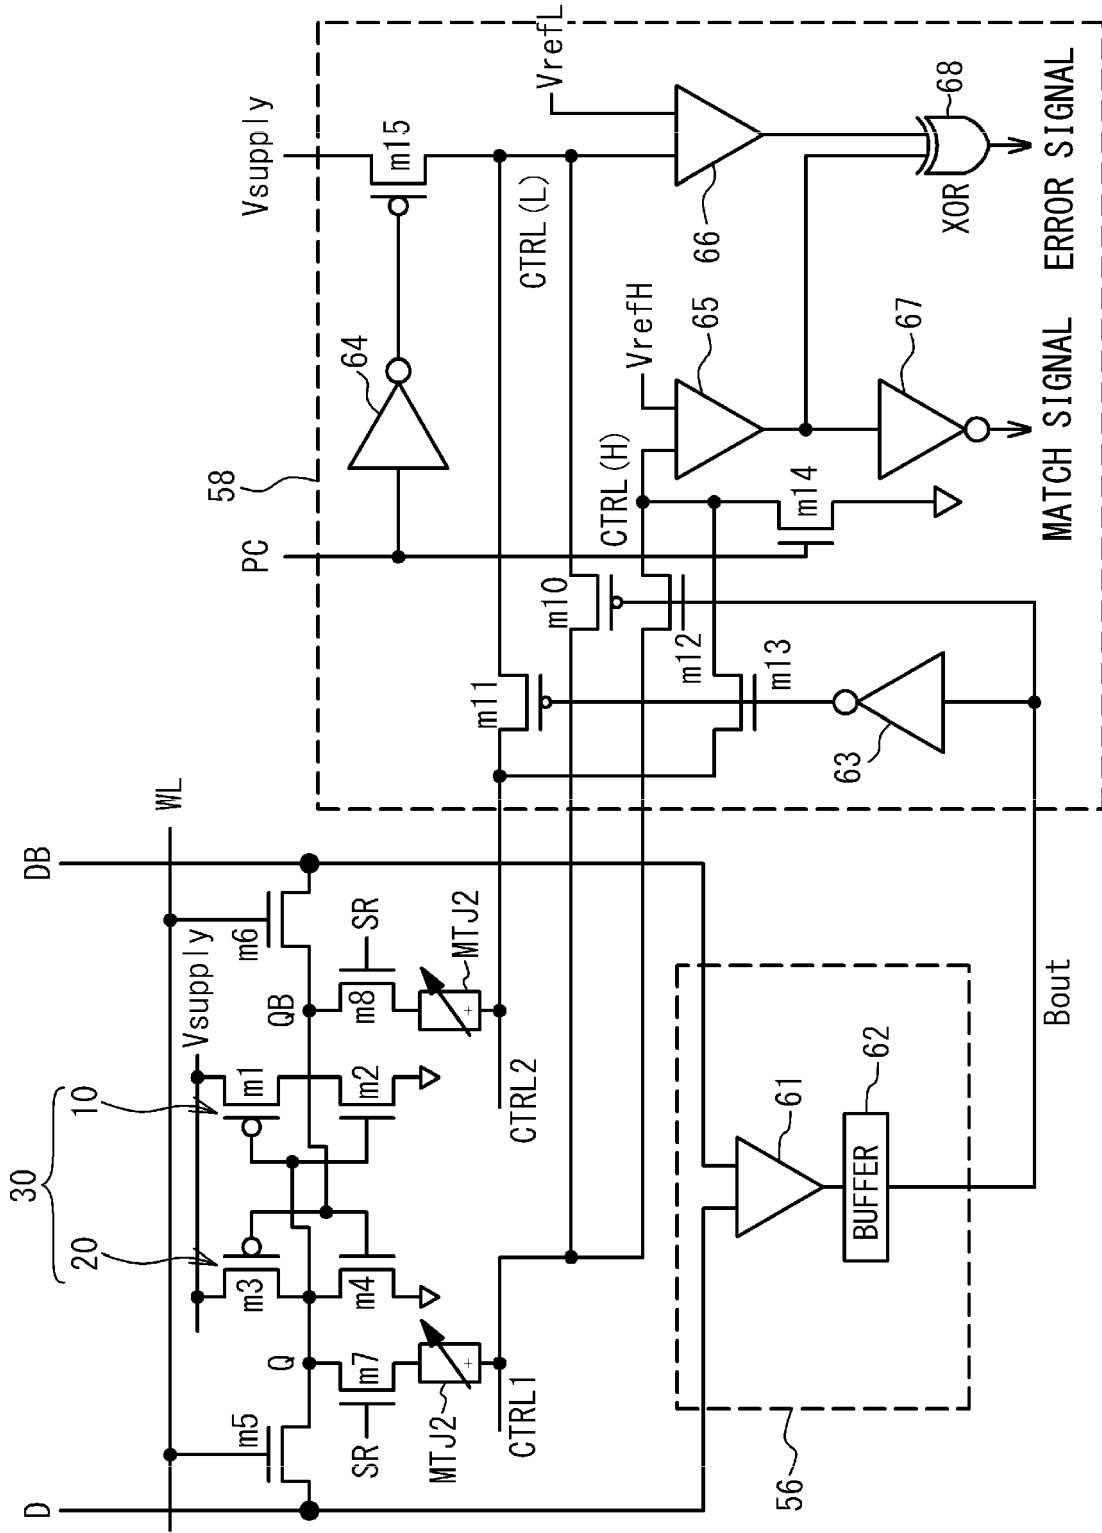 30
20
10
D
DB
WL
Vsupply
m5
m6
Q
QB
m3
m1
m4
m2
SR
m7
m8
SR
MTJ2
MTJ2
CTRL1
CTRL2
56
61
BUFFER
62
Bout
58
PC
Vsupply
64
m15
CTRL (L)
VrefL
m11
m10
m12
m13
63
CTRL (H)
VrefH
m14
65
66
67
68
XOR
MATCH SIGNAL
ERROR SIGNAL